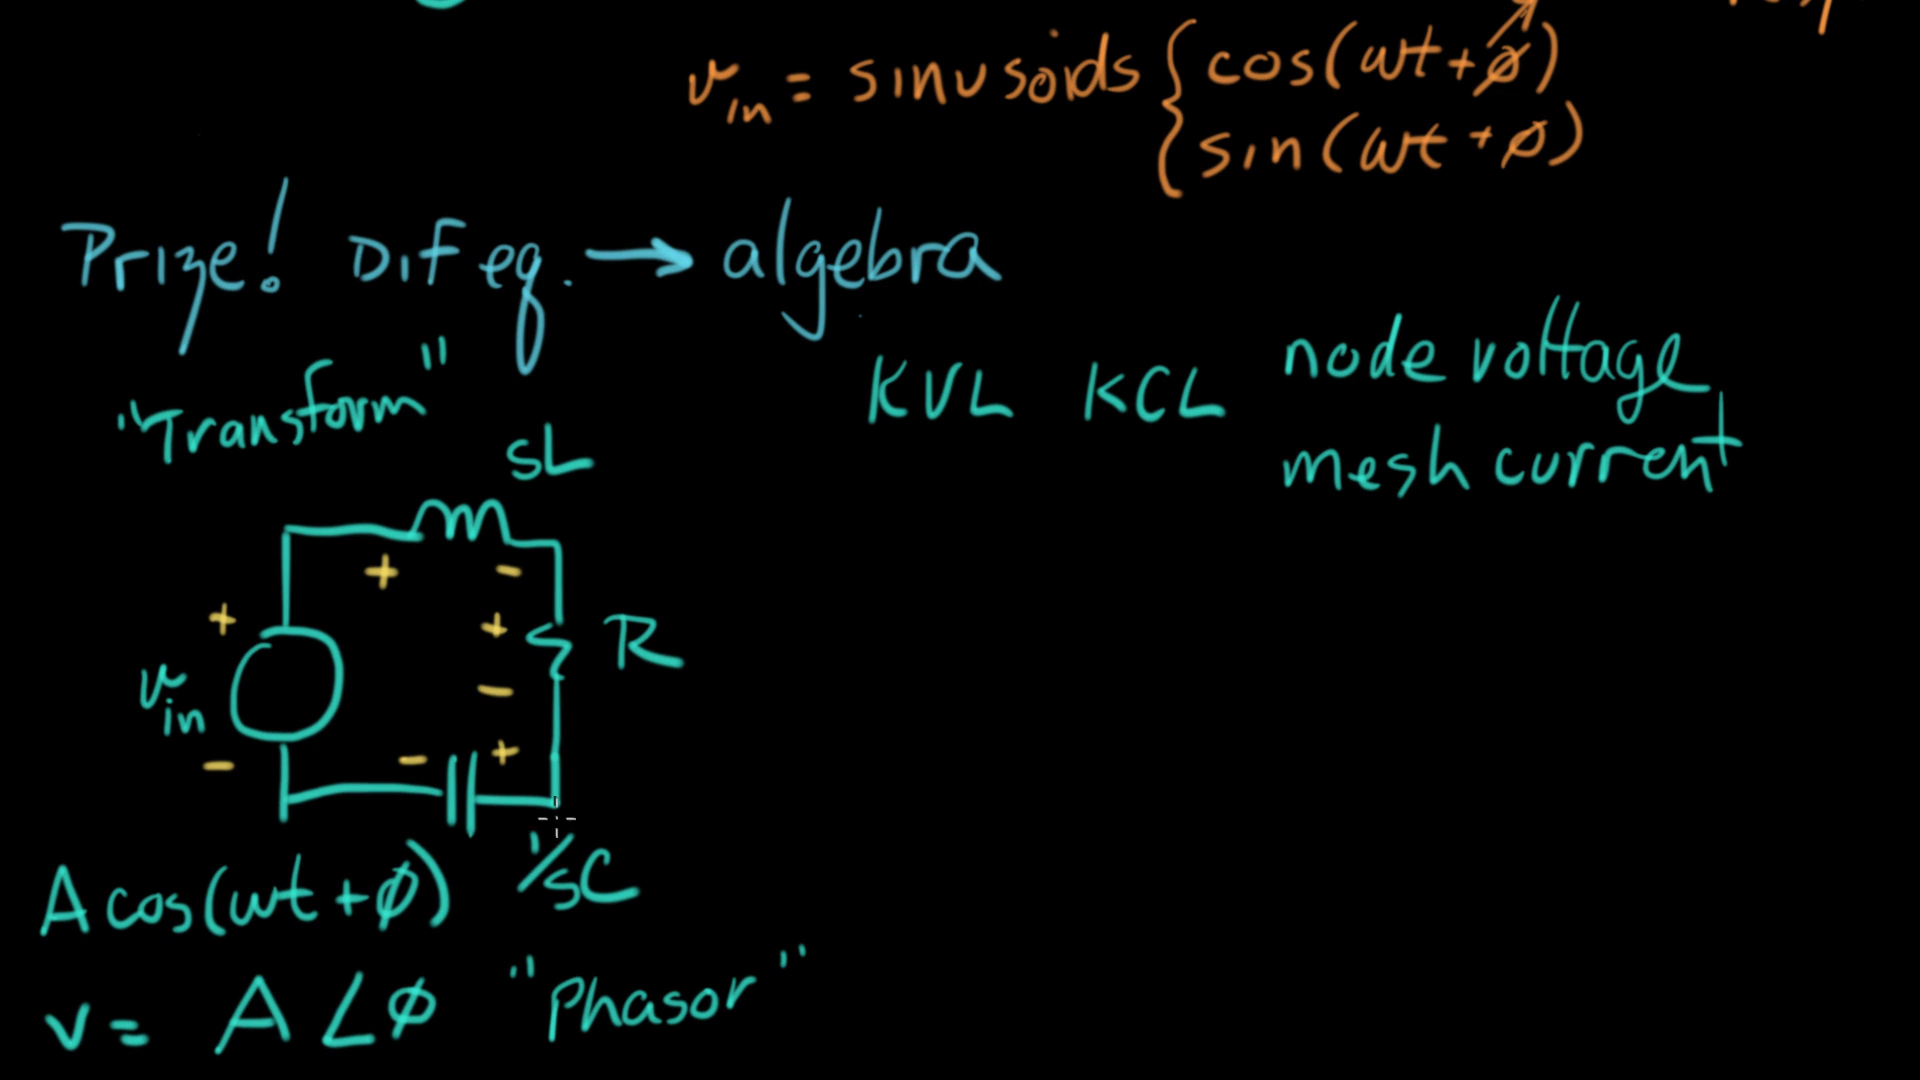 v_in = sinusoids { cos(ωt + ø)
sin(ωt + ø)
Prize! Dif eq. → algebra
"Transform"
KVL KCL node voltage
mesh current
sL
+ -
+
+
R
-
v_in
- - +
1/sC
A cos(ωt + ø)
v = A∠ø "Phasor"